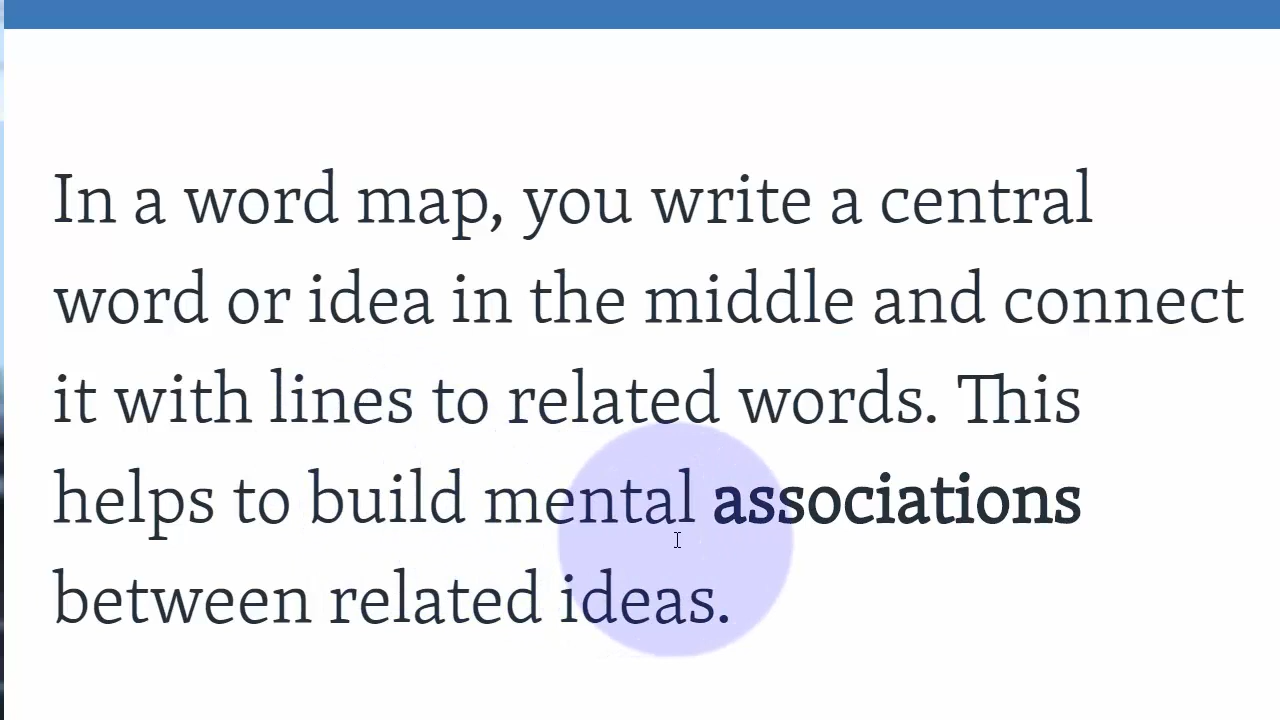 In a word map, you write a central
word or idea in the middle and connect
it with lines to related words. This
helps to build mental associations
between related ideas.